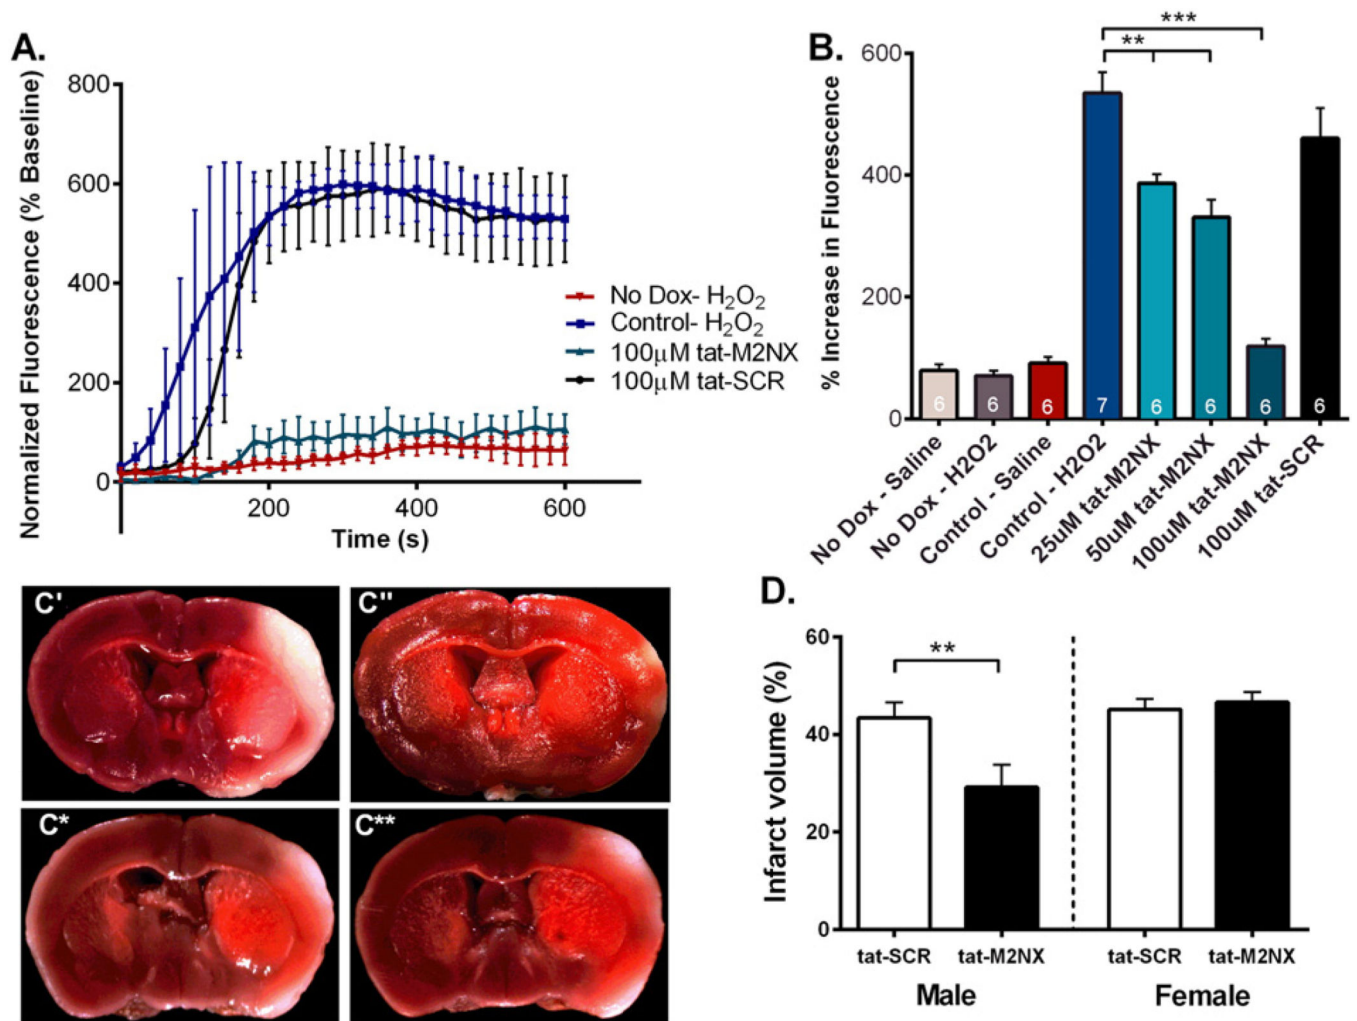 A.
Normalized Fluorescence (% Baseline)
800
600
400
200
0
200
400
600
Time (s)
No Dox- H₂O₂
Control- H₂O₂
100μM tat-M2NX
100μM tat-SCR
B.
% Increase in Fluorescence
600
400
200
0
***
**
6
6
6
7
6
6
6
6
No Dox - Saline
No Dox - H2O2
Control - Saline
Control - H2O2
25uM tat-M2NX
50uM tat-M2NX
100uM tat-M2NX
100uM tat-SCR
C'
C"
C*
C**
D.
Infarct volume (%)
60
40
20
0
**
tat-SCR
tat-M2NX
tat-SCR
tat-M2NX
Male
Female